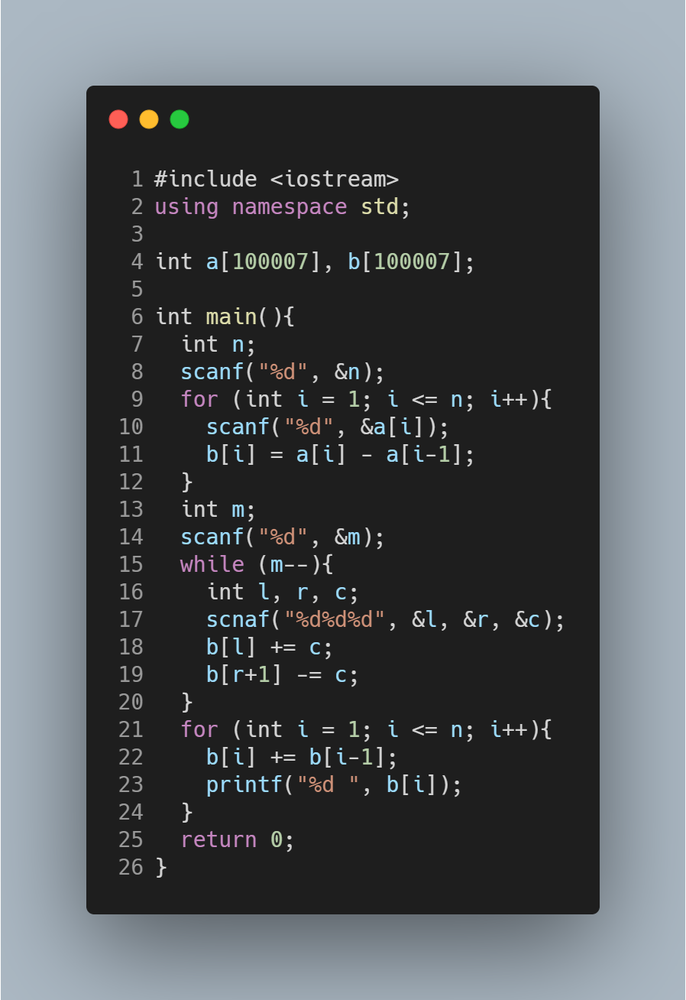 1 #include <iostream>
2 using namespace std;
3
4 int a[100007], b[100007];
5
6 int main(){
7   int n;
8   scanf("%d", &n);
9   for (int i = 1; i <= n; i++){
10     scanf("%d", &a[i]);
11     b[i] = a[i] - a[i-1];
12   }
13   int m;
14   scanf("%d", &m);
15   while (m--){
16     int l, r, c;
17     scnaf("%d%d%d", &l, &r, &c);
18     b[l] += c;
19     b[r+1] -= c;
20   }
21   for (int i = 1; i <= n; i++){
22     b[i] += b[i-1];
23     printf("%d ", b[i]);
24   }
25   return 0;
26 }